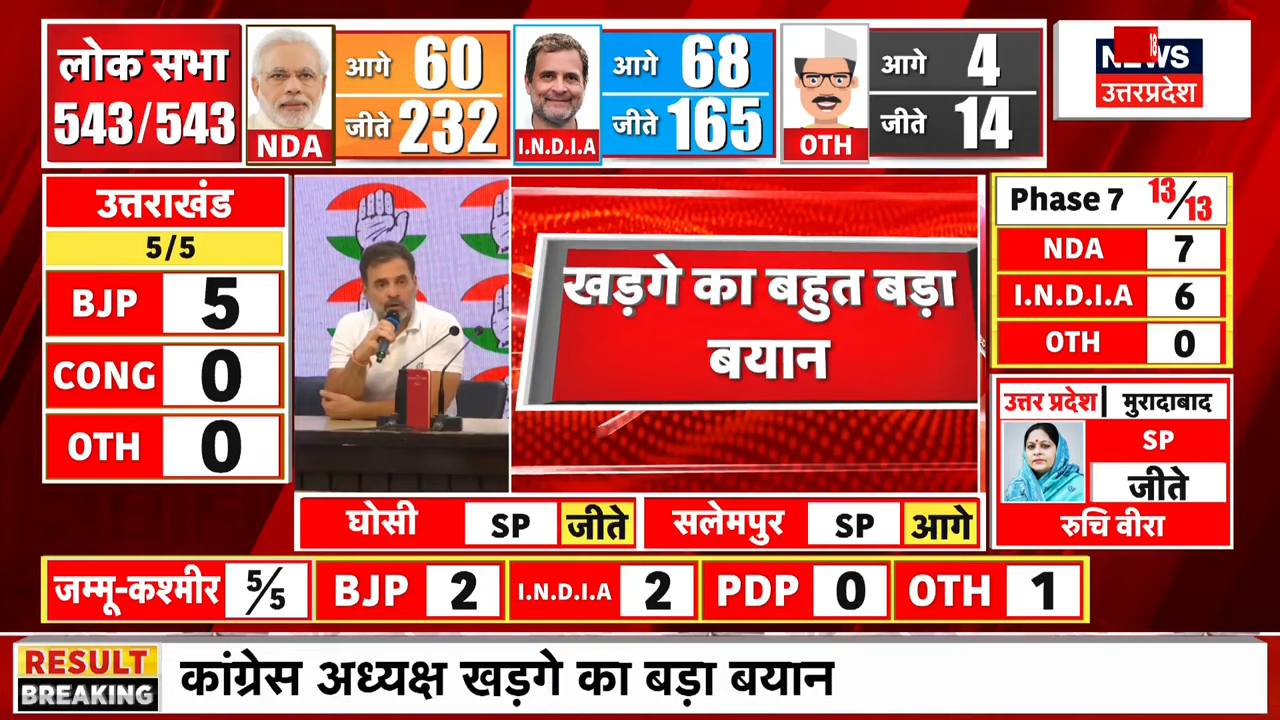 लोक सभा
543/543
NDA
आगे 60
जीते 232
I.N.D.I.A
आगे 68
जीते 165
OTH
आगे 4
जीते 14
NEWS
18
उत्तरप्रदेश
उत्तराखंड
5/5
BJP 5
CONG 0
OTH 0
खड़गे का बहुत बड़ा
बयान
Phase 7 13/13
NDA 7
I.N.D.I.A 6
OTH 0
उत्तर प्रदेश | मुरादाबाद
SP
जीते
रुचि वीरा
घोसी SP जीते
सलेमपुर SP आगे
जम्मू-कश्मीर 5/5 BJP 2 I.N.D.I.A 2 PDP 0 OTH 1
RESULT
BREAKING
कांग्रेस अध्यक्ष खड़गे का बड़ा बयान